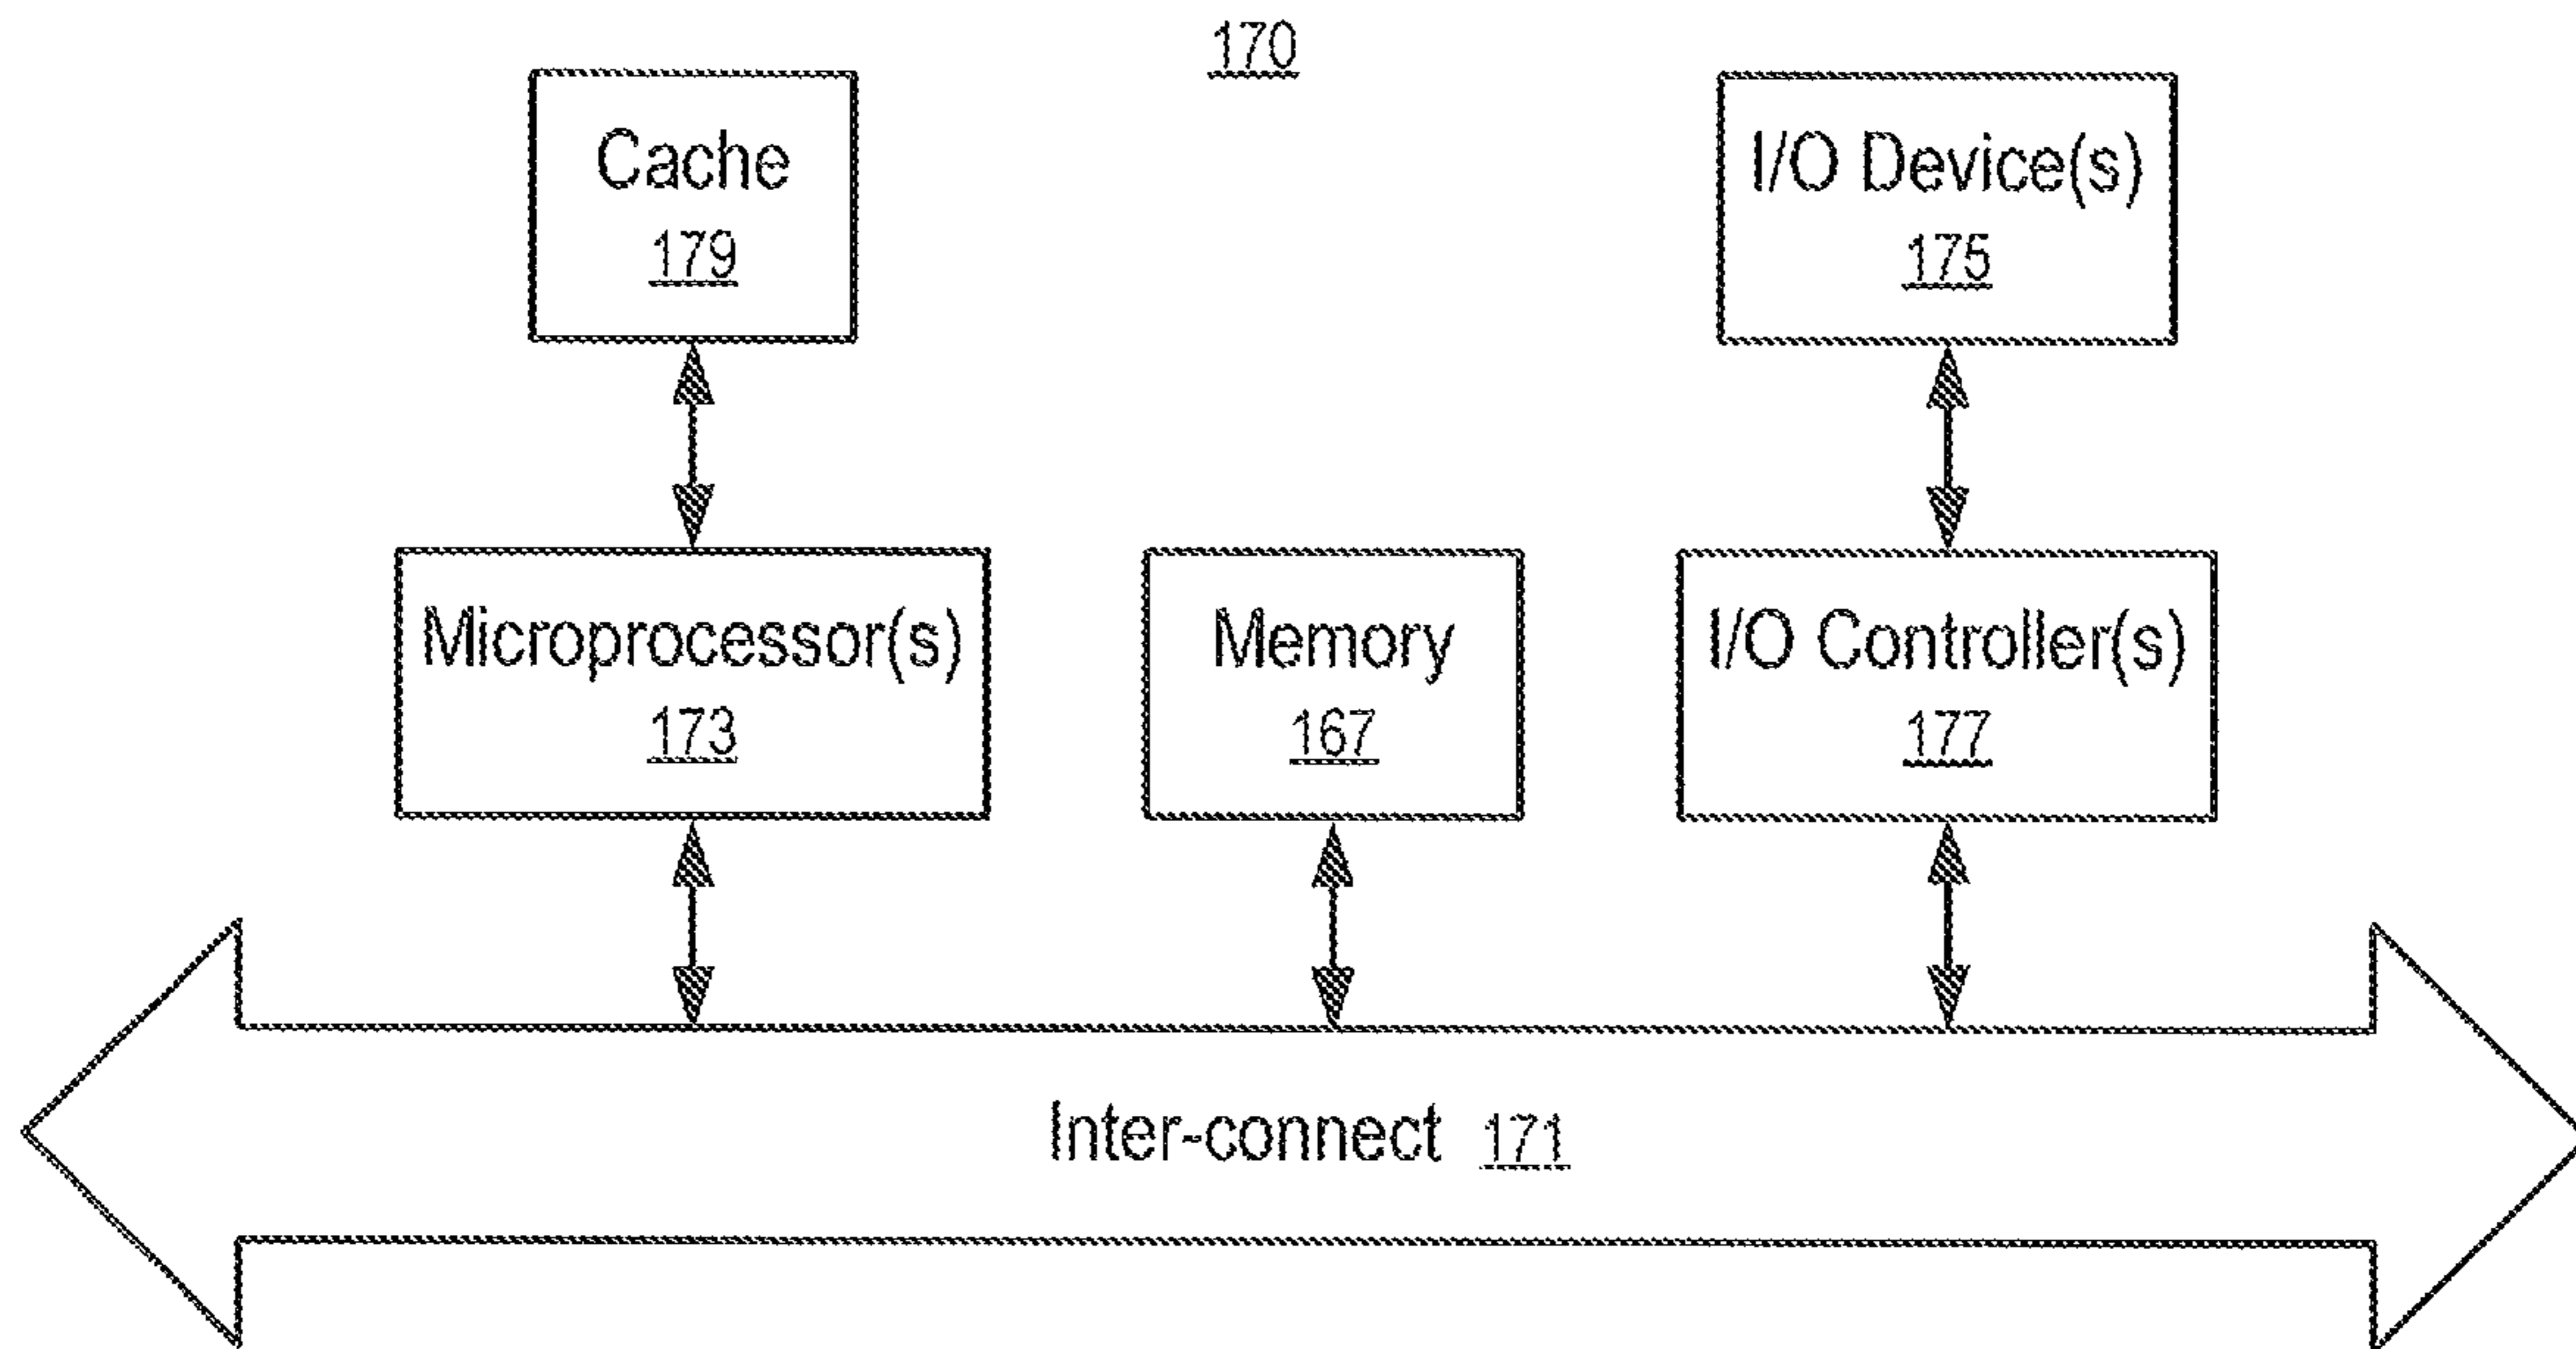 170
Cache
179
I/O Device(s)
175
Microprocessor(s)
173
Memory
167
I/O Controller(s)
177
Inter-connect 171